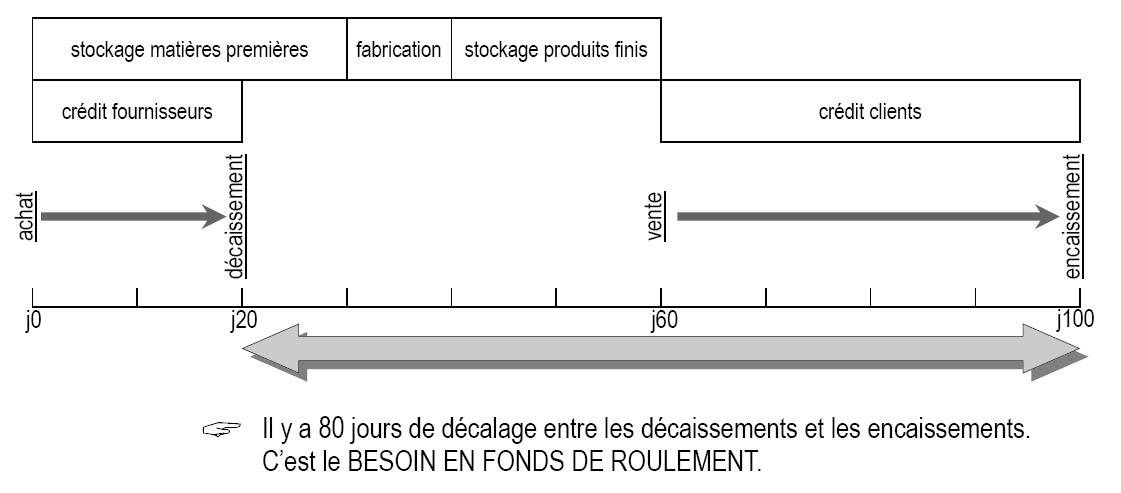 stockage matières premières
fabrication
stockage produits finis
crédit fournisseurs
crédit clients
achat
décaissement
vente
encaissement
j0
j20
j60
j100
Il y a 80 jours de décalage entre les décaissements et les encaissements.
C’est le BESOIN EN FONDS DE ROULEMENT.